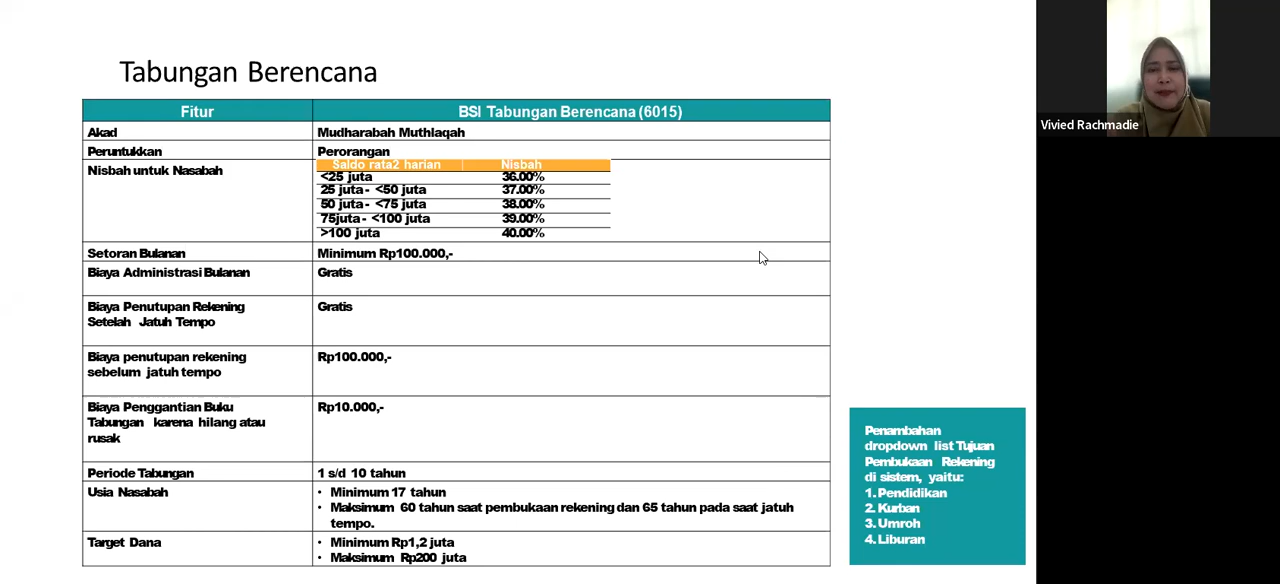 Tabungan Berencana
Fitur BSI Tabungan Berencana (6015)
Akad Mudharabah Muthlaqah
Peruntukkan Perorangan
Nisbah untuk Nasabah
Saldo rata2 harian Nisbah
<25 juta 36.00%
25 juta - <50 juta 37.00%
50 juta - <75 juta 38.00%
75juta - <100 juta 39.00%
>100 juta 40.00%
Setoran Bulanan Minimum Rp100.000,-
Biaya Administrasi Bulanan Gratis
Biaya Penutupan Rekening Gratis
Setelah Jatuh Tempo
Biaya penutupan rekening Rp100.000,-
sebelum jatuh tempo
Biaya Penggantian Buku Rp10.000,-
Tabungan karena hilang atau
rusak
Periode Tabungan 1 s/d 10 tahun
Usia Nasabah
• Minimum 17 tahun
• Maksimum 60 tahun saat pembukaan rekening dan 65 tahun pada saat jatuh
tempo.
Target Dana
• Minimum Rp1,2 juta
• Maksimum Rp200 juta
Penambahan
dropdown list Tujuan
Pembukaan Rekening
di sistem, yaitu:
1. Pendidikan
2. Kurban
3. Umroh
4. Liburan
Vivied Rachmadie